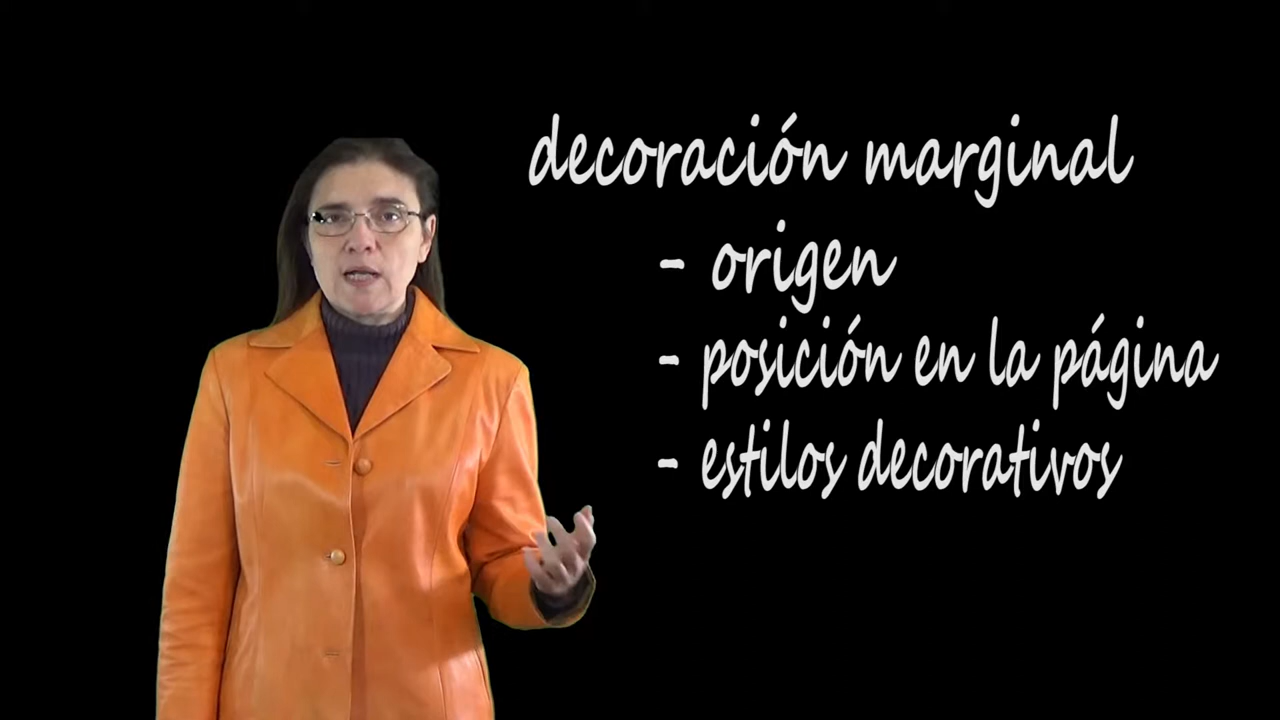 decoración marginal
- origen
- posición en la página
- estilos decorativos